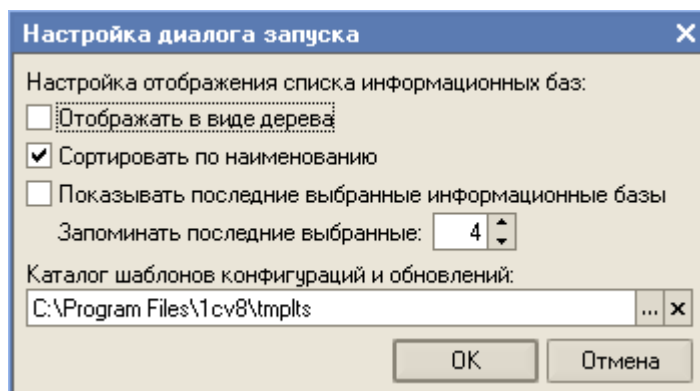 Настройка диалога запуска
Настройка отображения списка информационных баз:
Отображать в виде дерева
Сортировать по наименованию
Показывать последние выбранные информационные базы
Запоминать последние выбранные: 4
Каталог шаблонов конфигураций и обновлений:
C:\Program Files\1cv8\tmplts ...
OK Отмена